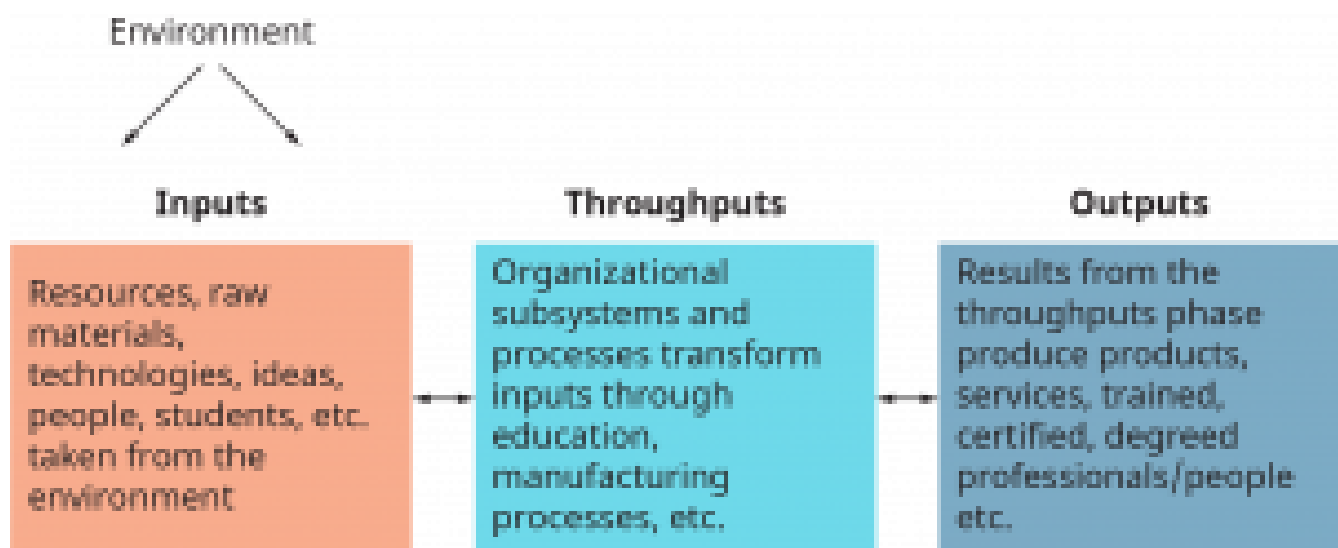 Environment
Inputs
Throughputs
Outputs
Resources, raw
materials,
technologies, ideas,
people, students, etc.
taken from the
environment
Organizational
subsystems and
processes transform
inputs through
education,
manufacturing
processes, etc.
Results from the
throughputs phase
produce products,
services, trained,
certified, degreed
professionals/people
etc.